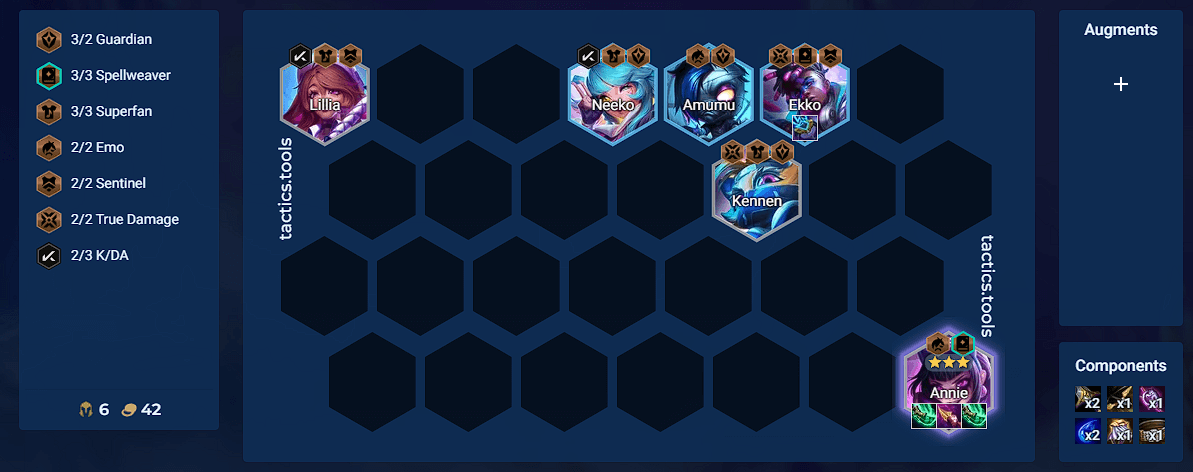 3/2 Guardian
3/3 Spellweaver
3/3 Superfan
2/2 Emo
2/2 Sentinel
2/2 True Damage
2/3 K/DA
6 42
tactics.tools
Lillia
Neeko
Amumu
Ekko
Kennen
Annie
tactics.tools
Augments
+
Components
x2 x1 x1
x2 x1 x1